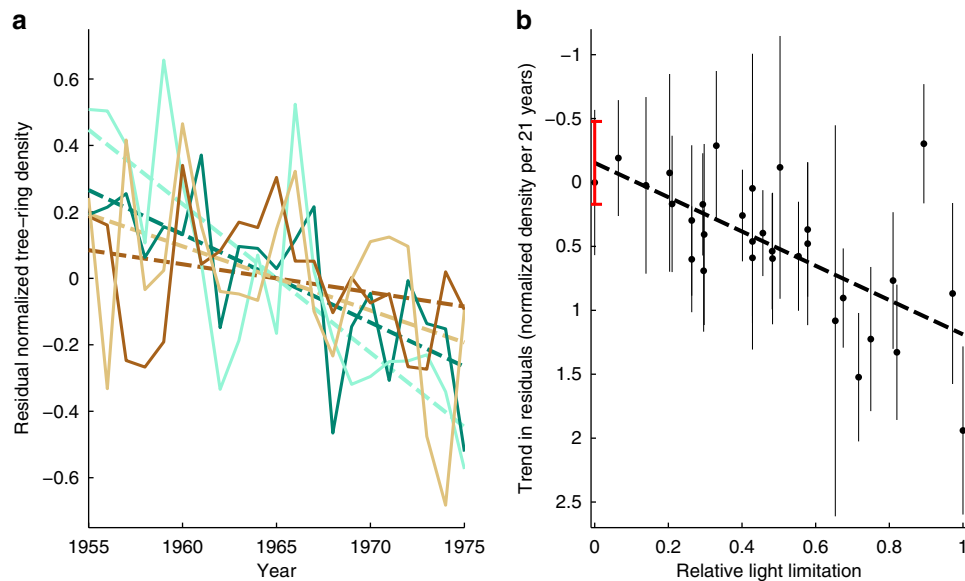 a
Residual normalized tree−ring density
0.6
0.4
0.2
0
−0.2
−0.4
−0.6
1955 1960 1965 1970 1975
Year
b
Trend in residuals (normalized density per 21 years)
−1
−0.5
0
0.5
1
1.5
2
2.5
0 0.2 0.4 0.6 0.8 1
Relative light limitation